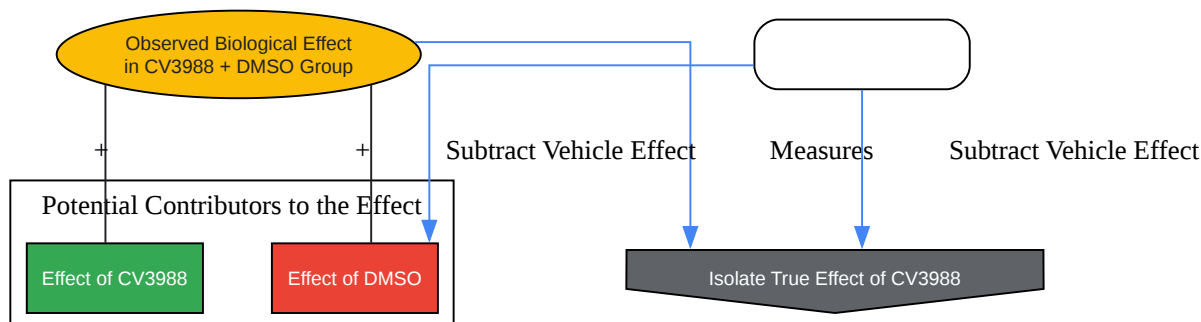 Observed Biological Effect
in CV3988 + DMSO Group
+
+
Subtract Vehicle Effect
Measures
Subtract Vehicle Effect
Potential Contributors to the Effect
Effect of CV3988
Effect of DMSO
Isolate True Effect of CV3988